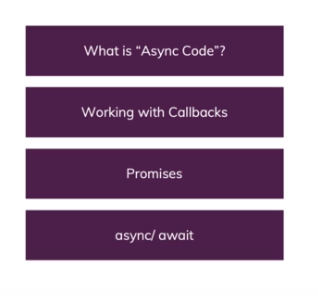 What is “Async Code”?
Working with Callbacks
Promises
async/ await